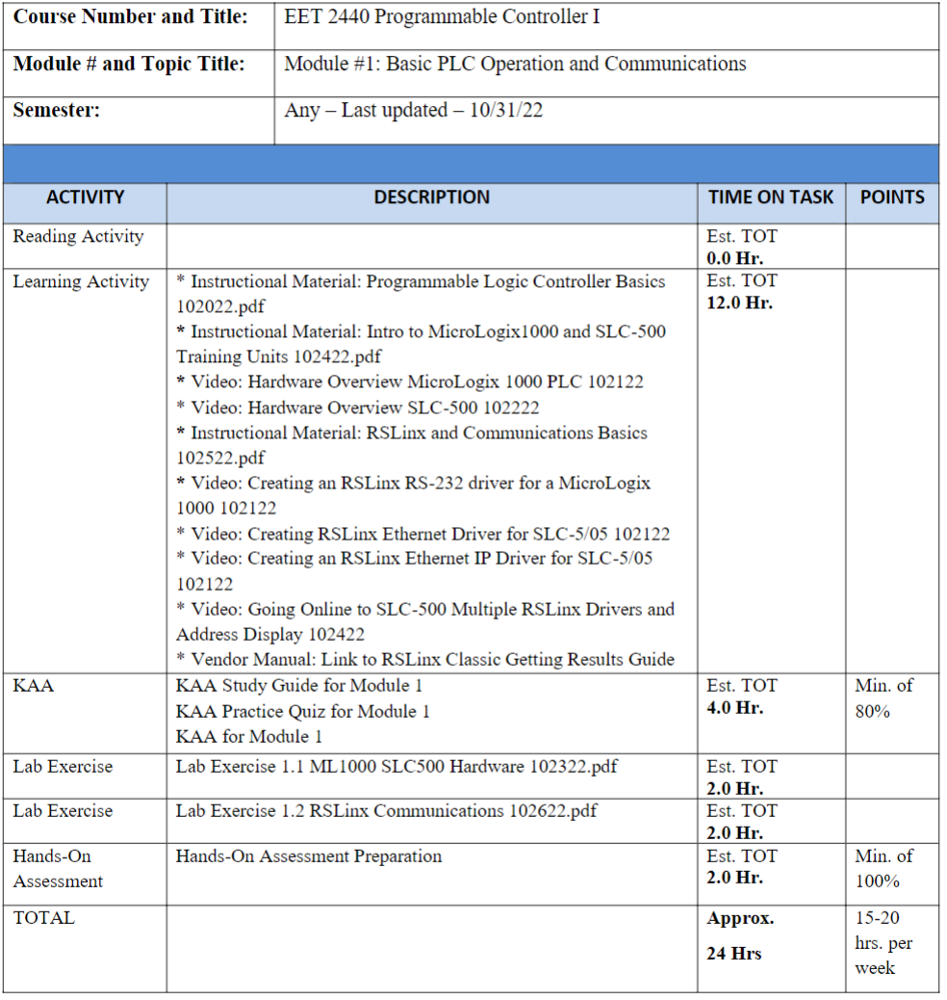 Course Number and Title: EET 2440 Programmable Controller I
Module # and Topic Title: Module #1: Basic PLC Operation and Communications
Semester: Any – Last updated – 10/31/22
ACTIVITY DESCRIPTION TIME ON TASK POINTS
Reading Activity Est. TOT
0.0 Hr.
Learning Activity * Instructional Material: Programmable Logic Controller Basics Est. TOT
102022.pdf 12.0 Hr.
* Instructional Material: Intro to MicroLogix1000 and SLC-500
Training Units 102422.pdf
* Video: Hardware Overview MicroLogix 1000 PLC 102122
* Video: Hardware Overview SLC-500 102222
* Instructional Material: RSLinx and Communications Basics
102522.pdf
* Video: Creating an RSLinx RS-232 driver for a MicroLogix
1000 102122
* Video: Creating RSLinx Ethernet Driver for SLC-5/05 102122
* Video: Creating an RSLinx Ethernet IP Driver for SLC-5/05
102122
* Video: Going Online to SLC-500 Multiple RSLinx Drivers and
Address Display 102422
* Vendor Manual: Link to RSLinx Classic Getting Results Guide
KAA KAA Study Guide for Module 1 Est. TOT Min. of
KAA Practice Quiz for Module 1 4.0 Hr. 80%
KAA for Module 1
Lab Exercise Lab Exercise 1.1 ML1000 SLC500 Hardware 102322.pdf Est. TOT
2.0 Hr.
Lab Exercise Lab Exercise 1.2 RSLinx Communications 102622.pdf Est. TOT
2.0 Hr.
Hands-On Hands-On Assessment Preparation Est. TOT Min. of
Assessment 2.0 Hr. 100%
TOTAL Approx. 15-20
24 Hrs hrs. per
week